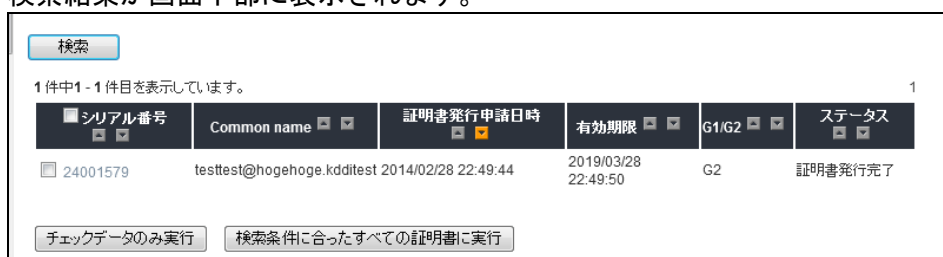 検索結果が画面下部に表示されます。
検索
1件中1 - 1件目を表示しています。 1
シリアル番号 Common name 証明書発行申請日時 有効期限 G1/G2 ステータス
24001579 testtest@hogehoge.kdditest 2014/02/28 22:49:44 2019/03/28 G2 証明書発行完了
22:49:50
チェックデータのみ実行 検索条件に合ったすべての証明書に実行